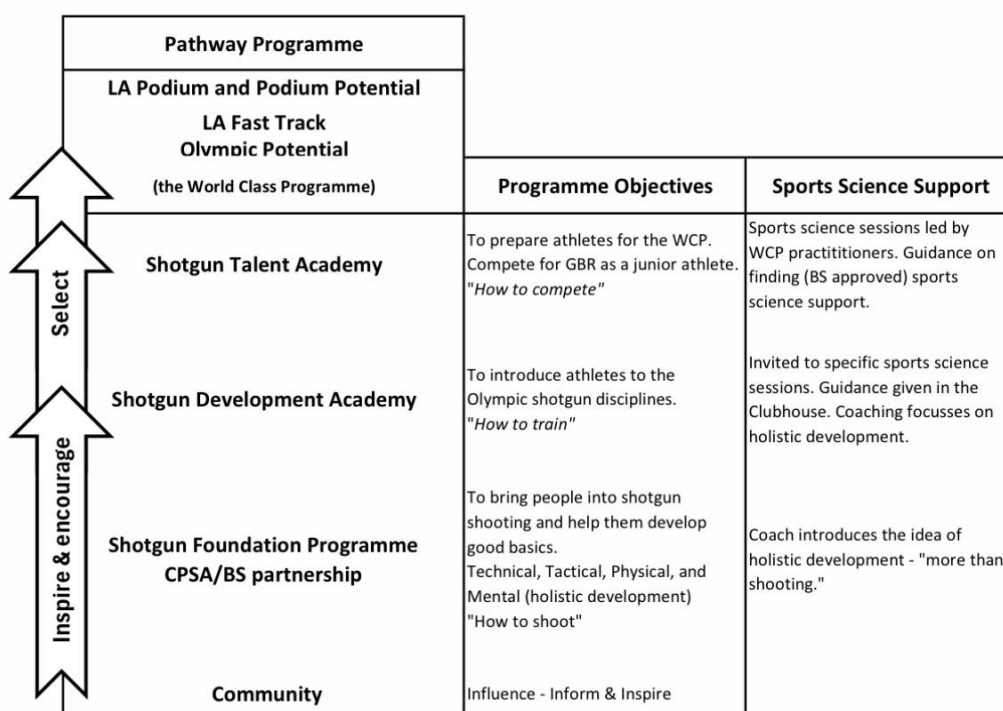 Pathway Programme
LA Podium and Podium Potential
LA Fast Track
Olympic Potential
(the World Class Programme)
Programme Objectives
Sports Science Support
Select
Shotgun Talent Academy
To prepare athletes for the WCP.
Compete for GBR as a junior athlete.
"How to compete"
Sports science sessions led by
WCP practitioners. Guidance on
finding (BS approved) sports
science support.
Shotgun Development Academy
To introduce athletes to the
Olympic shotgun disciplines.
"How to train"
Invited to specific sports science
sessions. Guidance given in the
Clubhouse. Coaching focusses on
holistic development.
Inspire & encourage
Shotgun Foundation Programme
CPSA/BS partnership
To bring people into shotgun
shooting and help them develop
good basics.
Technical, Tactical, Physical, and
Mental (holistic development)
"How to shoot"
Coach introduces the idea of
holistic development - "more than
shooting."
Community
Influence - Inform & Inspire